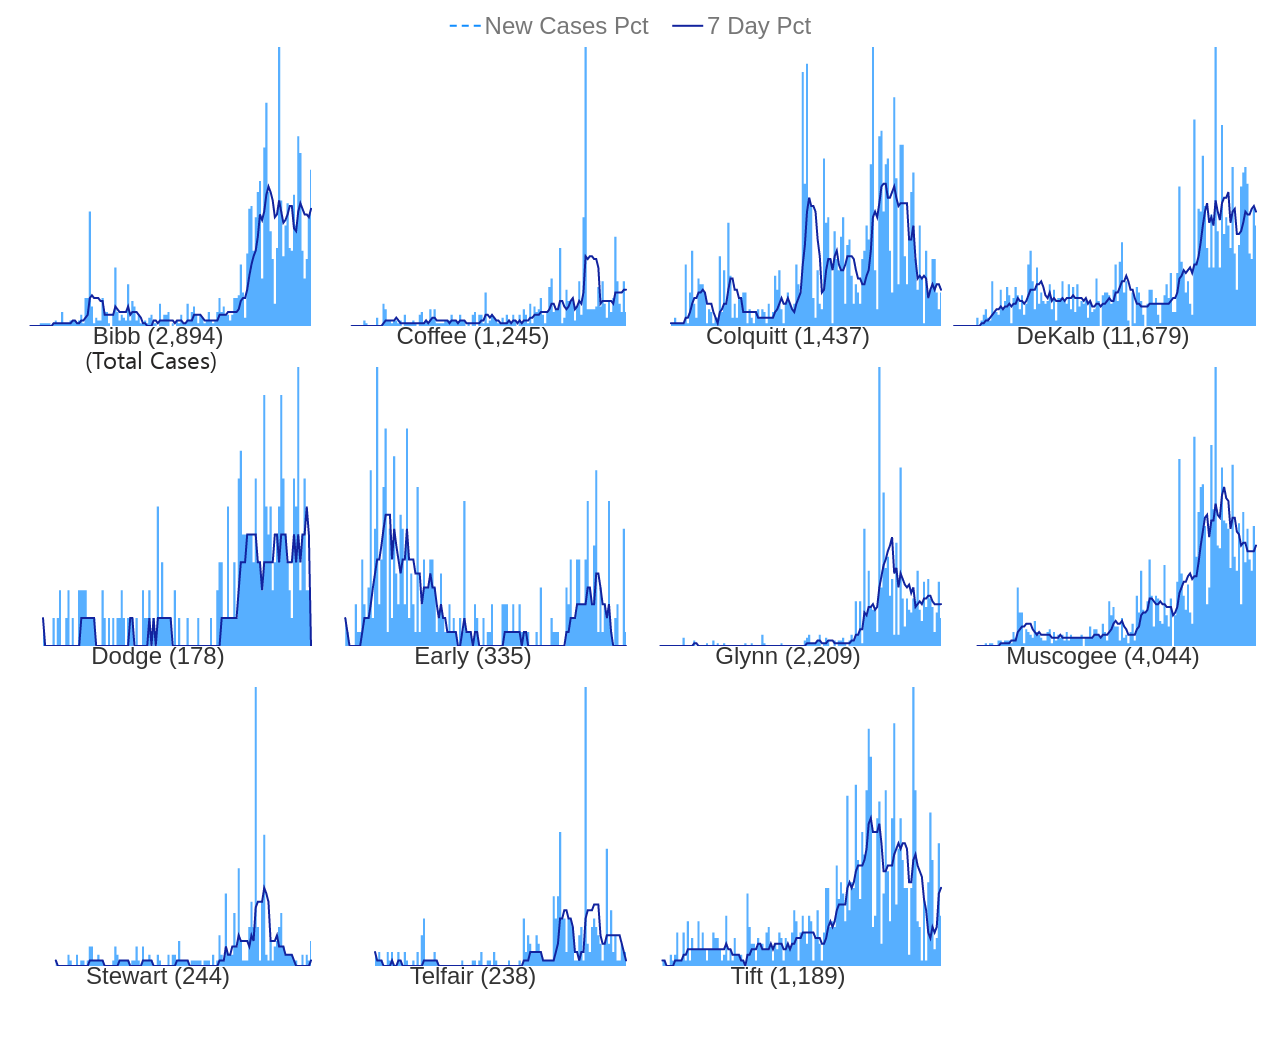 New Cases Pct 7 Day Pct
Bibb (2,894) Coffee (1,245) Colquitt (1,437) DeKalb (11,679)
(Total Cases)
Dodge (178) Early (335) Glynn (2,209) Muscogee (4,044)
Stewart (244) Telfair (238) Tift (1,189)